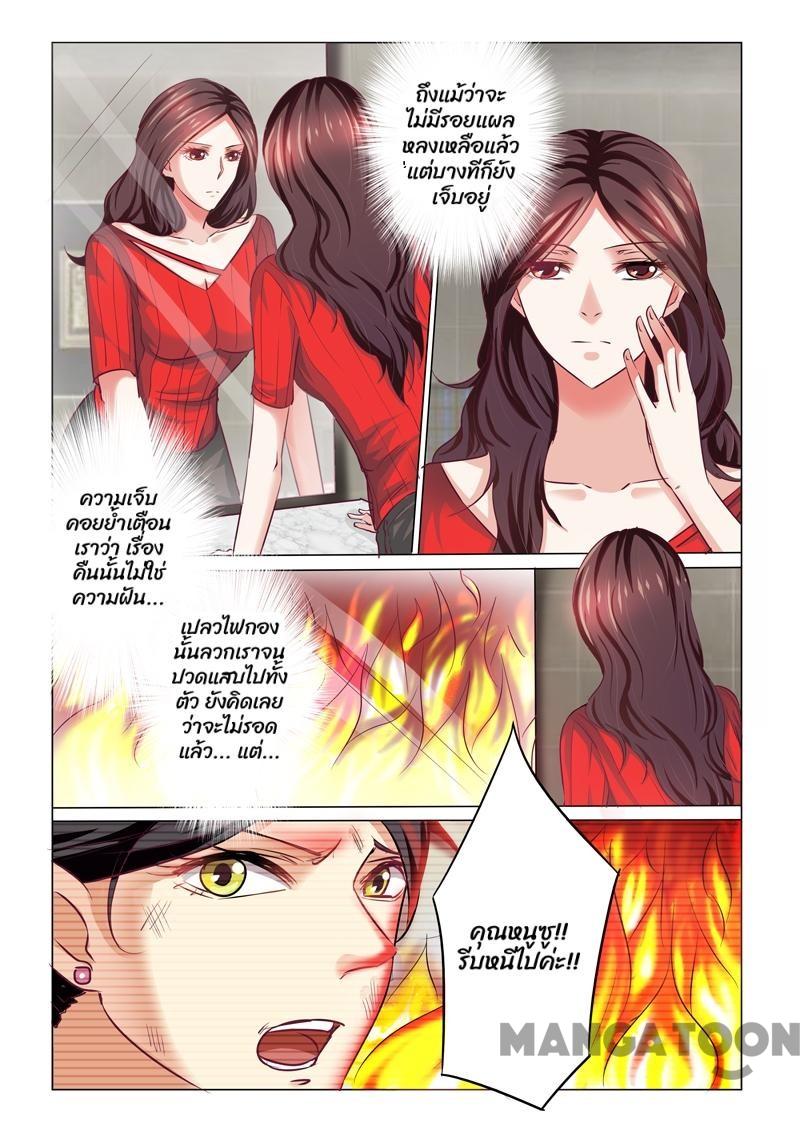 ถึงแม้ว่าจะ
ไม่มีรอยแผล
หลงเหลือแล้ว
แต่บางทีก็ยัง
เจ็บอยู่
ความเจ็บ
คอยย้ำเตือน
เราว่า เรื่อง
คืนนั้นไม่ใช่
ความฝัน...
เปลวไฟกอง
นั้นลวกเราจน
ปวดแสบไปทั้ง
ตัว ยังคิดเลย
ว่าจะไม่รอด
แล้ว... แต่...
คุณหนูซู!!
รีบหนีไปค่ะ!!
MANGATOON